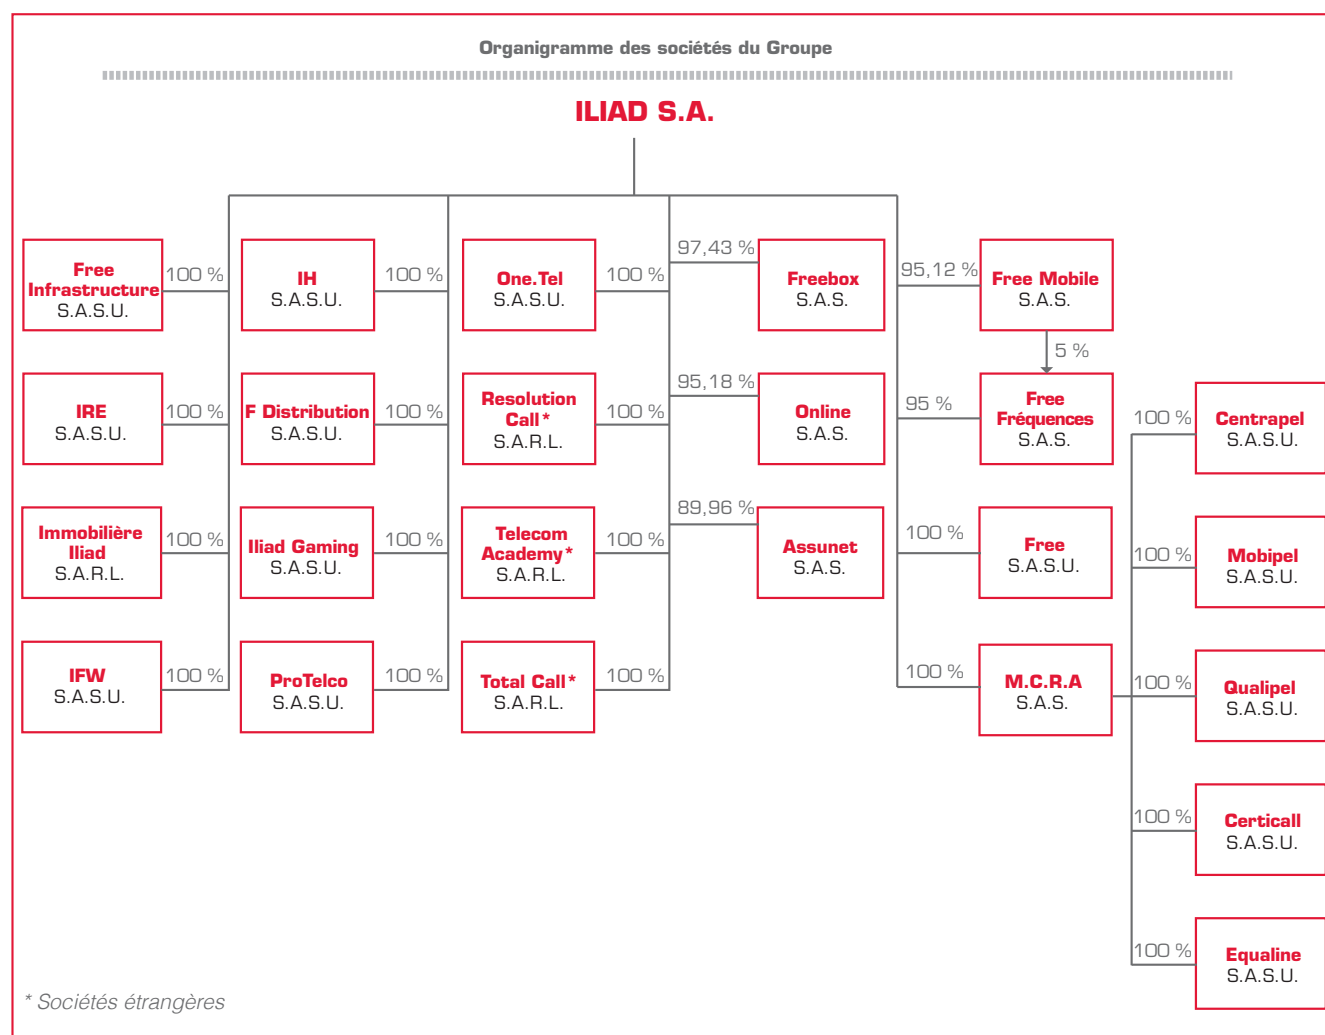 Organigramme des sociétés du Groupe
ILIAD S.A.
Free
Infrastructure
S.A.S.U.
100 %
IH
S.A.S.U.
100 %
One.Tel
S.A.S.U.
100 %
97,43 %
Freebox
S.A.S.
95,12 %
Free Mobile
S.A.S.
5 %
IRE
S.A.S.U.
100 %
F Distribution
S.A.S.U.
100 %
Resolution
Call*
S.A.R.L.
100 %
95,18 %
Online
S.A.S.
95 %
Free
Fréquences
S.A.S.
100 %
Centrapel
S.A.S.U.
Immobilière
Iliad
S.A.R.L.
100 %
Iliad Gaming
S.A.S.U.
100 %
Telecom
Academy*
S.A.R.L.
100 %
89,96 %
Assunet
S.A.S.
100 %
Free
S.A.S.U.
100 %
Mobipel
S.A.S.U.
IFW
S.A.S.U.
100 %
ProTelco
S.A.S.U.
100 %
Total Call*
S.A.R.L.
100 %
100 %
M.C.R.A
S.A.S.
100 %
Qualipel
S.A.S.U.
100 %
Certicall
S.A.S.U.
100 %
Equaline
S.A.S.U.
* Sociétés étrangères